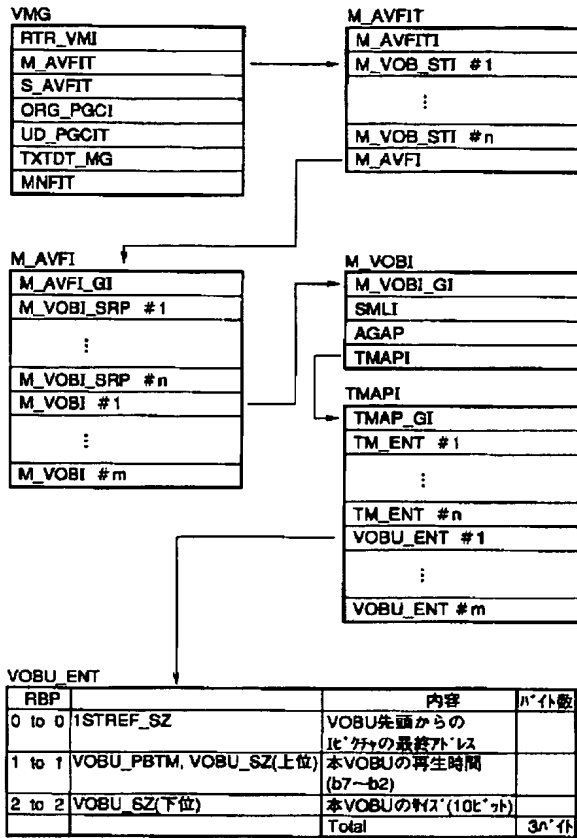 VMG
RTR_VMI
M_AVFIT
S_AVFIT
ORG_PGCI
UD_PGCIT
TXTDT_MG
MNFIT
M_AVFIT
M_AVFITI
M_VOB_STI #1
⋮
M_VOB_STI #n
M_AVFI
M_AVFI
M_AVFI_GI
M_VOBI_SRP #1
⋮
M_VOBI_SRP #n
M_VOBI #1
⋮
M_VOBI #m
M_VOBI
M_VOBI_GI
SMLI
AGAP
TMAPI
TMAPI
TMAP_GI
TM_ENT #1
⋮
TM_ENT #n
VOBU_ENT #1
⋮
VOBU_ENT #m
VOBU_ENT
RBP 内容 ﾊﾞｲﾄ数
0 to 0 1STREF_SZ VOBU先頭からの
Iﾋﾟｸﾁｬの最終ｱﾄﾞﾚｽ
1 to 1 VOBU_PBTM, VOBU_SZ(上位) 本VOBUの再生時間
(b7〜b2)
2 to 2 VOBU_SZ(下位) 本VOBUのｻｲｽﾞ(10ﾋﾞｯﾄ)
Total 3ﾊﾞｲﾄ